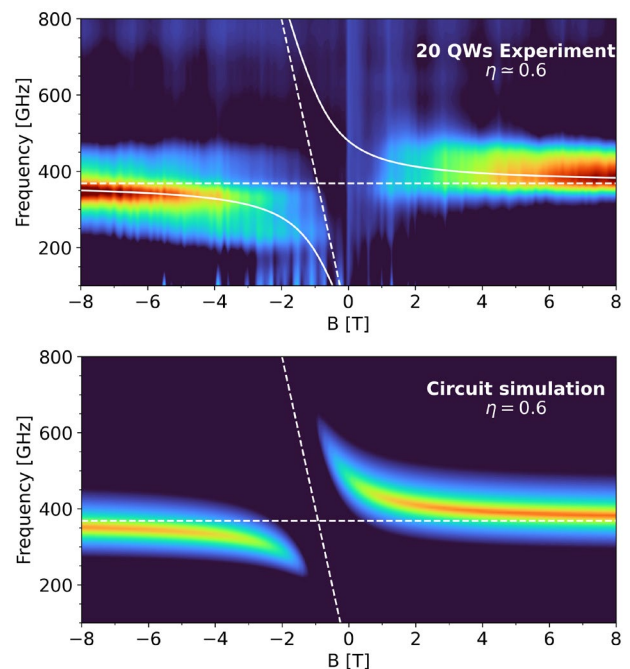 800
20 QWs Experiment
η ≃ 0.6
600
400
200
Frequency [GHz]
−8 −6 −4 −2 0 2 4 6 8
B [T]
800
Circuit simulation
η = 0.6
600
400
200
Frequency [GHz]
−8 −6 −4 −2 0 2 4 6 8
B [T]